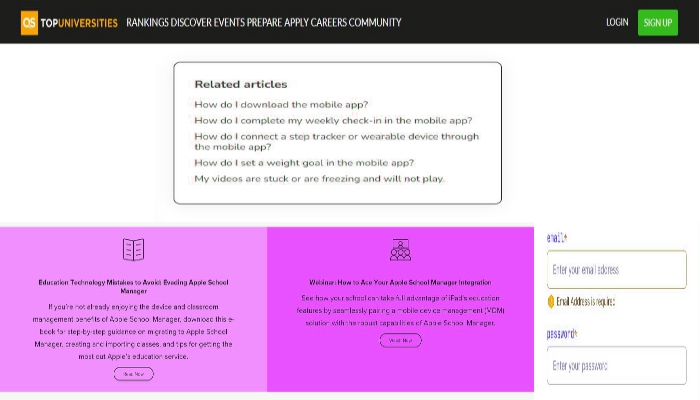 QS TOPUNIVERSITIES RANKINGS DISCOVER EVENTS PREPARE APPLY CAREERS COMMUNITY LOGIN SIGN UP
Related articles
How do I download the mobile app?
How do I complete my weekly check-in in the mobile app?
How do I connect a step tracker or wearable device through
the mobile app?
How do I set a weight goal in the mobile app?
My videos are stuck or are freezing and will not play.
Education Technology Mistakes to Avoid: Evading Apple School
Manager
If you're not already enjoying the device and classroom
management benefits of Apple School Manager, download this e-
book for step-by-step guidance on migrating to Apple School
Manager, creating and importing classes, and tips for getting the
most out Apple's education service.
Read Now
Webinar: How to Ace Your Apple School Manager Integration
See how your school can take full advantage of iPad's education
features by seamlessly pairing a mobile device management (MDM)
solution with the robust capabilities of Apple School Manager.
Watch Now
email*
Enter your email address
Email Address is required
password*
Enter your password